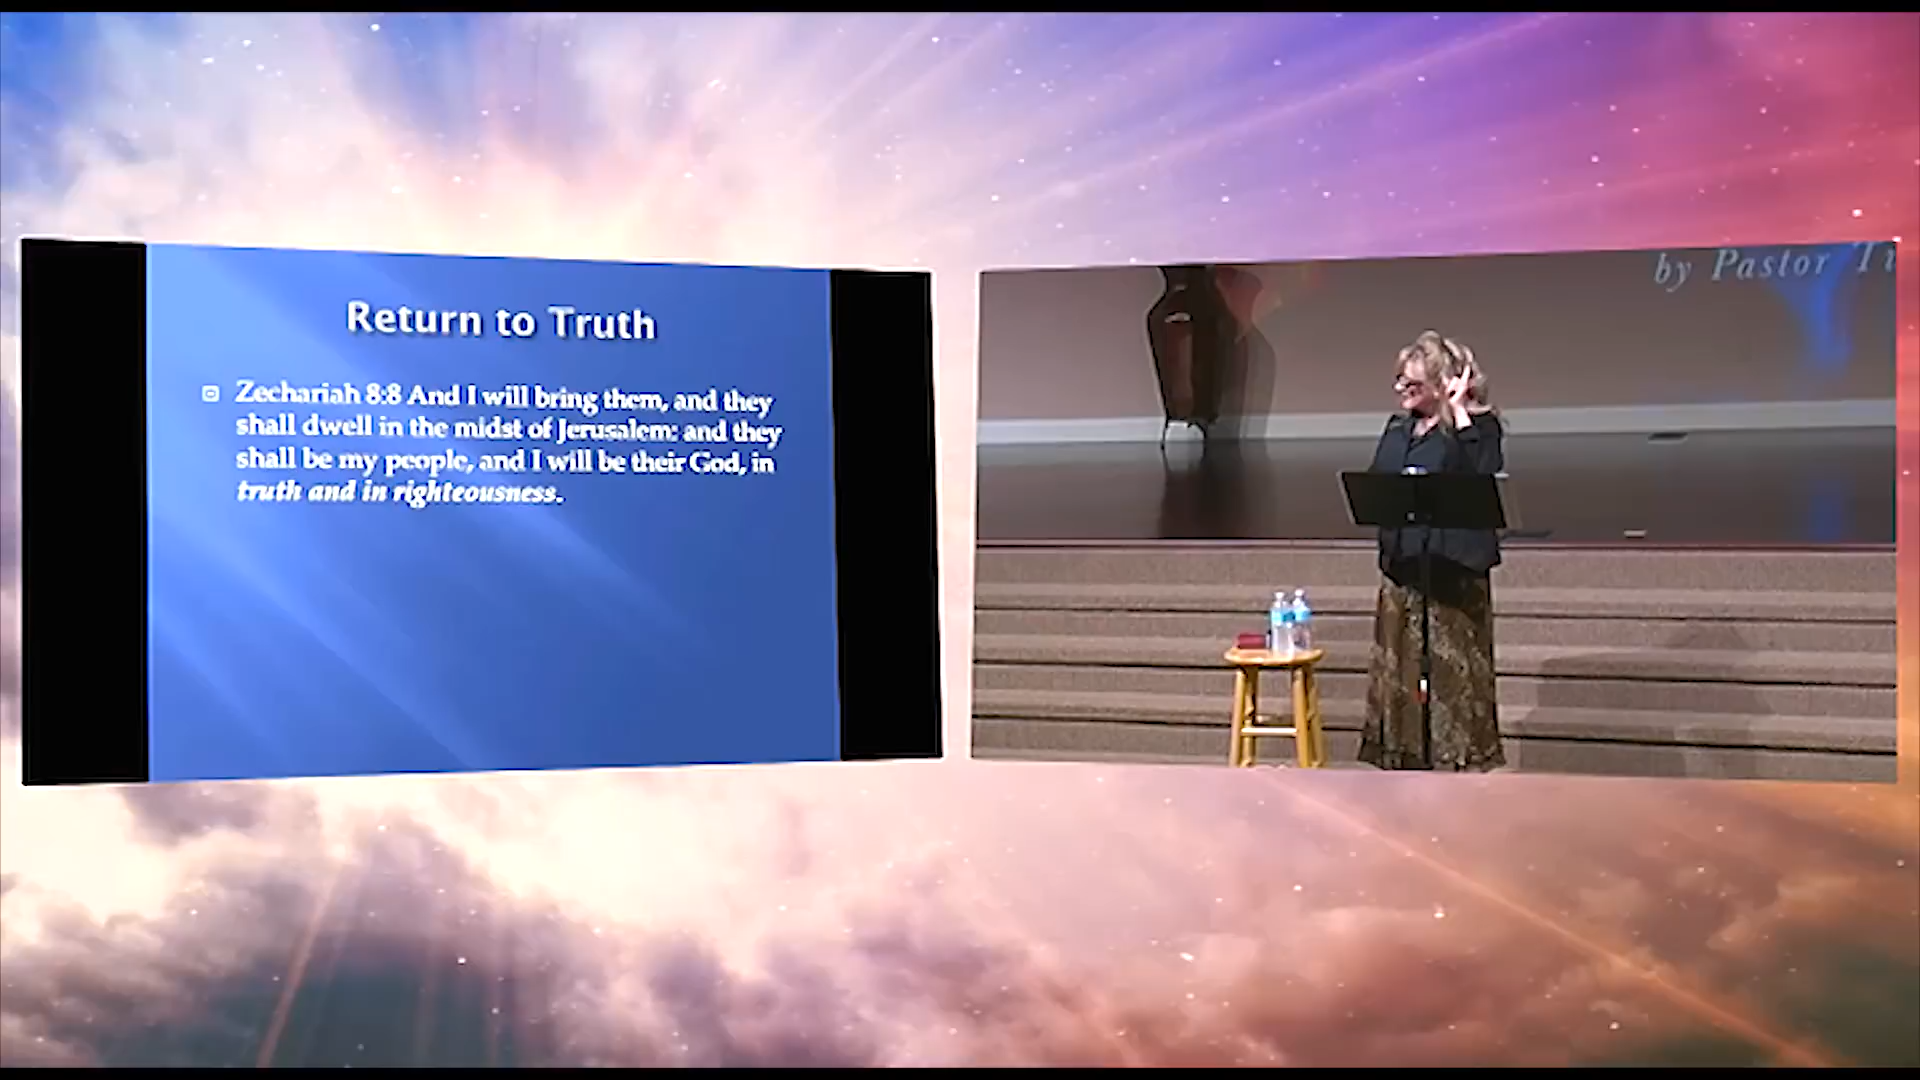 Return to Truth
Zechariah 8:8 And I will bring them, and they
shall dwell in the midst of Jerusalem: and they
shall be my people, and I will be their God, in
truth and in righteousness.
by Pastor